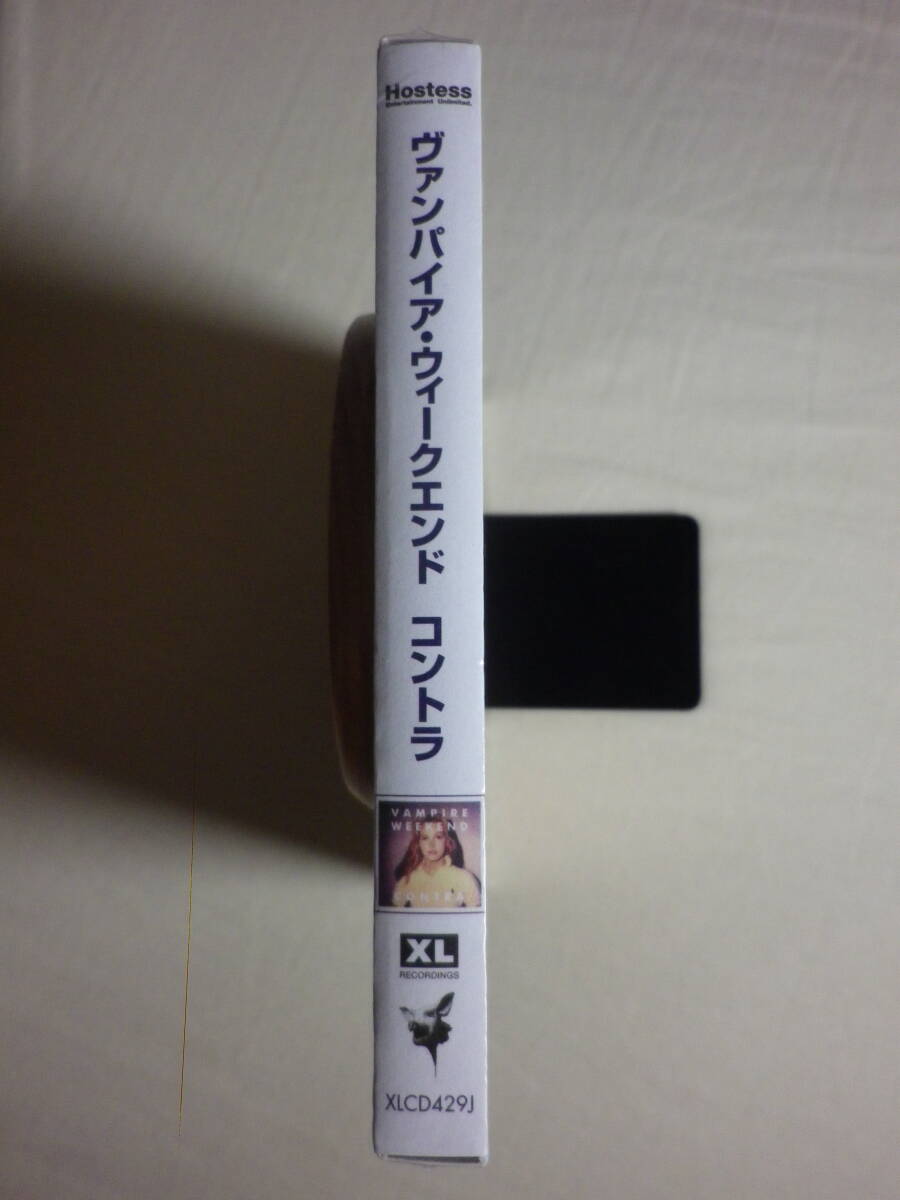 Hostess
Entertainment Unlimited.
ヴァンパイア・ウィークエンド　コントラ
VAMPIRE
WEEKEND
CONTRA
XL
RECORDINGS
XLCD429J